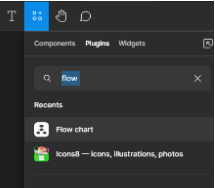 T
Components Plugins Widgets
flow
Recents
Flow chart
Icons8 — icons, illustrations, photos